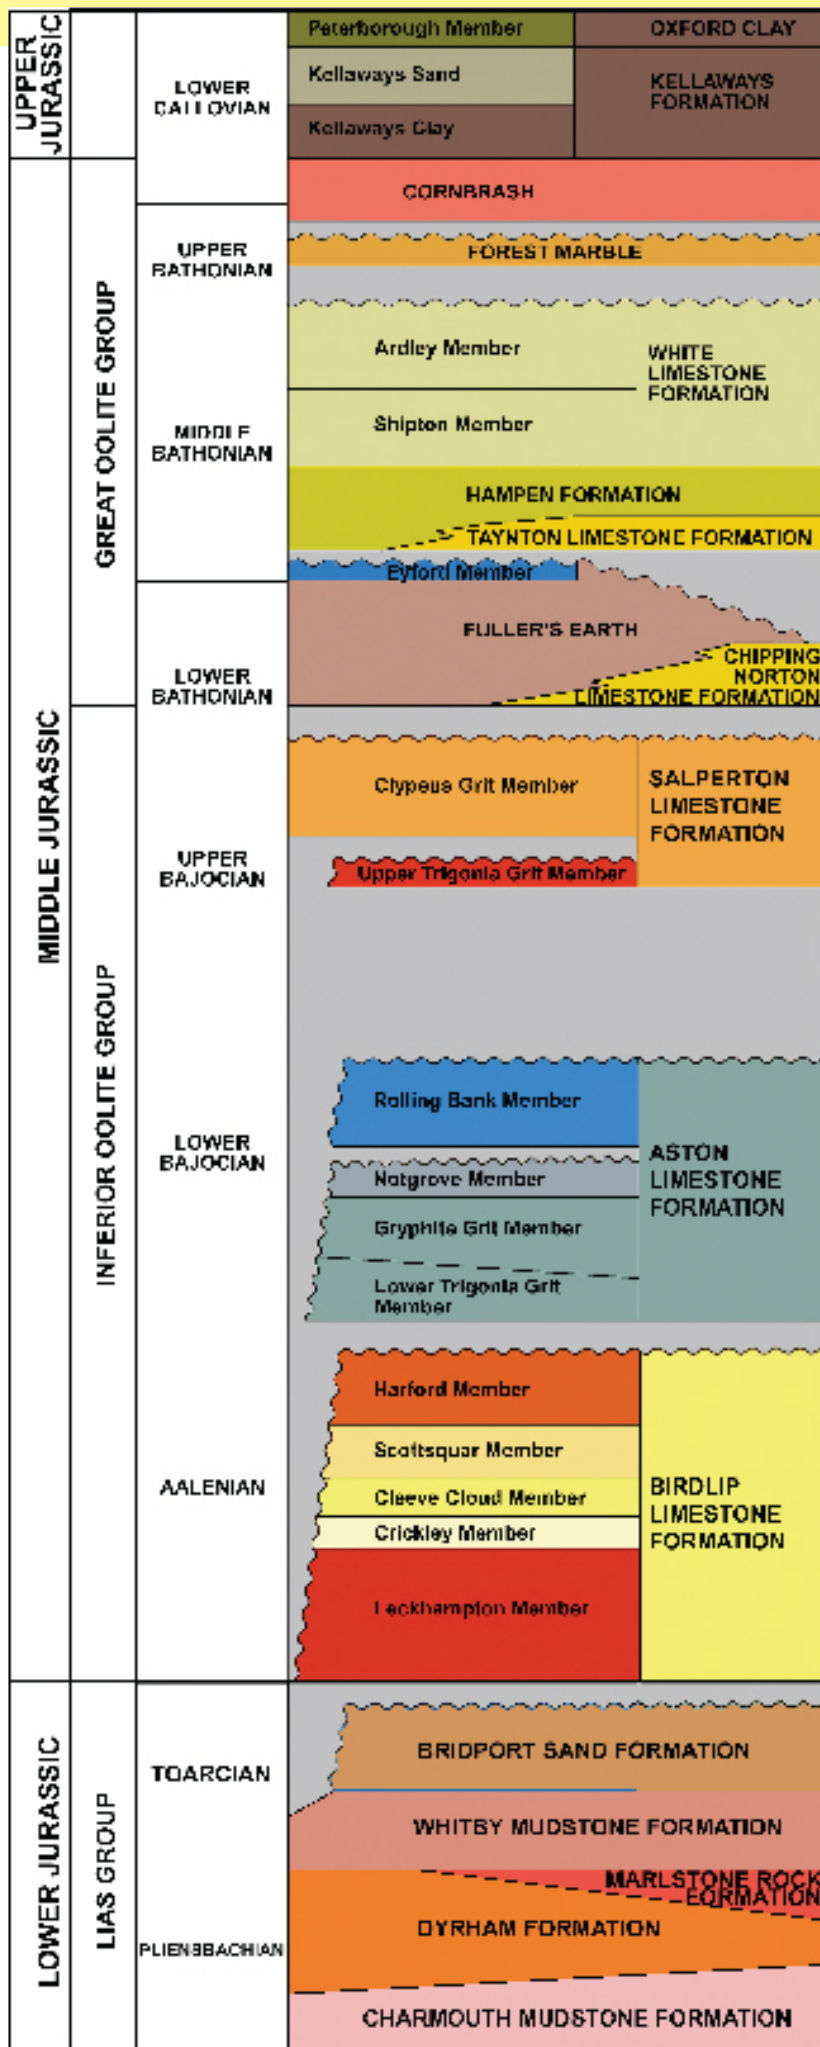 UPPER
JURASSIC
LOWER
CALLOVIAN
Peterborough Member
OXFORD CLAY
Kellaways Sand
KELLAWAYS
FORMATION
Kellaways Clay
MIDDLE JURASSIC
GREAT OOLITE GROUP
CORNBRASH
UPPER
BATHONIAN
FOREST MARBLE
Ardley Member
WHITE
LIMESTONE
FORMATION
MIDDLE
BATHONIAN
Shipton Member
HAMPEN FORMATION
TAYNTON LIMESTONE FORMATION
Eyford Member
FULLER'S EARTH
LOWER
BATHONIAN
CHIPPING
NORTON
LIMESTONE FORMATION
INFERIOR OOLITE GROUP
UPPER
BAJOCIAN
Clypeus Grit Member
SALPERTON
LIMESTONE
FORMATION
Upper Trigonia Grit Member
LOWER
BAJOCIAN
Rolling Bank Member
ASTON
LIMESTONE
FORMATION
Notgrove Member
Gryphite Grit Member
Lower Trigonia Grit
Member
AALENIAN
Harford Member
Scottsquar Member
Cleeve Cloud Member
Crickley Member
Leckhampton Member
BIRDLIP
LIMESTONE
FORMATION
LOWER JURASSIC
LIAS GROUP
TOARCIAN
BRIDPORT SAND FORMATION
WHITBY MUDSTONE FORMATION
MARLSTONE ROCK
FORMATION
PLIENSBACHIAN
DYRHAM FORMATION
CHARMOUTH MUDSTONE FORMATION